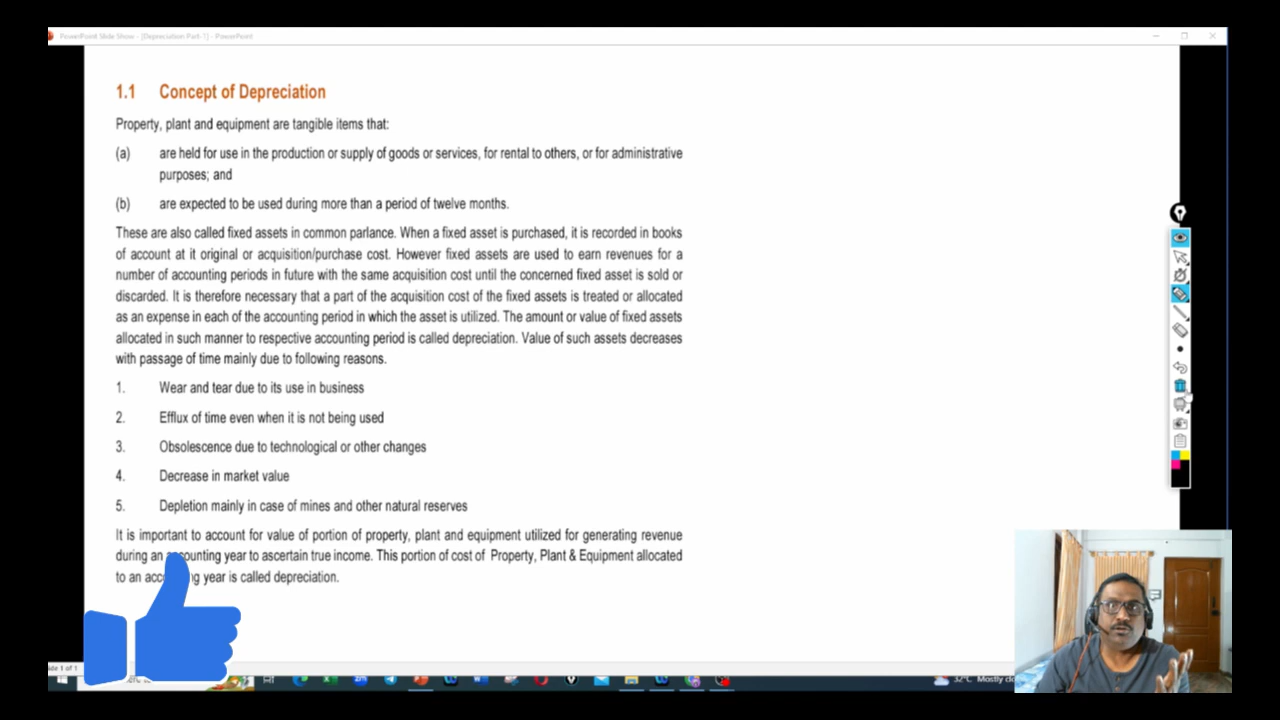 PowerPoint Slide Show - [Depreciation Part-1] - PowerPoint
1.1 Concept of Depreciation
Property, plant and equipment are tangible items that:
(a) are held for use in the production or supply of goods or services, for rental to others, or for administrative
purposes; and
(b) are expected to be used during more than a period of twelve months.
These are also called fixed assets in common parlance. When a fixed asset is purchased, it is recorded in books
of account at it original or acquisition/purchase cost. However fixed assets are used to earn revenues for a
number of accounting periods in future with the same acquisition cost until the concerned fixed asset is sold or
discarded. It is therefore necessary that a part of the acquisition cost of the fixed assets is treated or allocated
as an expense in each of the accounting period in which the asset is utilized. The amount or value of fixed assets
allocated in such manner to respective accounting period is called depreciation. Value of such assets decreases
with passage of time mainly due to following reasons.
1. Wear and tear due to its use in business
2. Efflux of time even when it is not being used
3. Obsolescence due to technological or other changes
4. Decrease in market value
5. Depletion mainly in case of mines and other natural reserves
It is important to account for value of portion of property, plant and equipment utilized for generating revenue
during an accounting year to ascertain true income. This portion of cost of Property, Plant & Equipment allocated
to an accounting year is called depreciation.
1 of 1
32°C Mostly